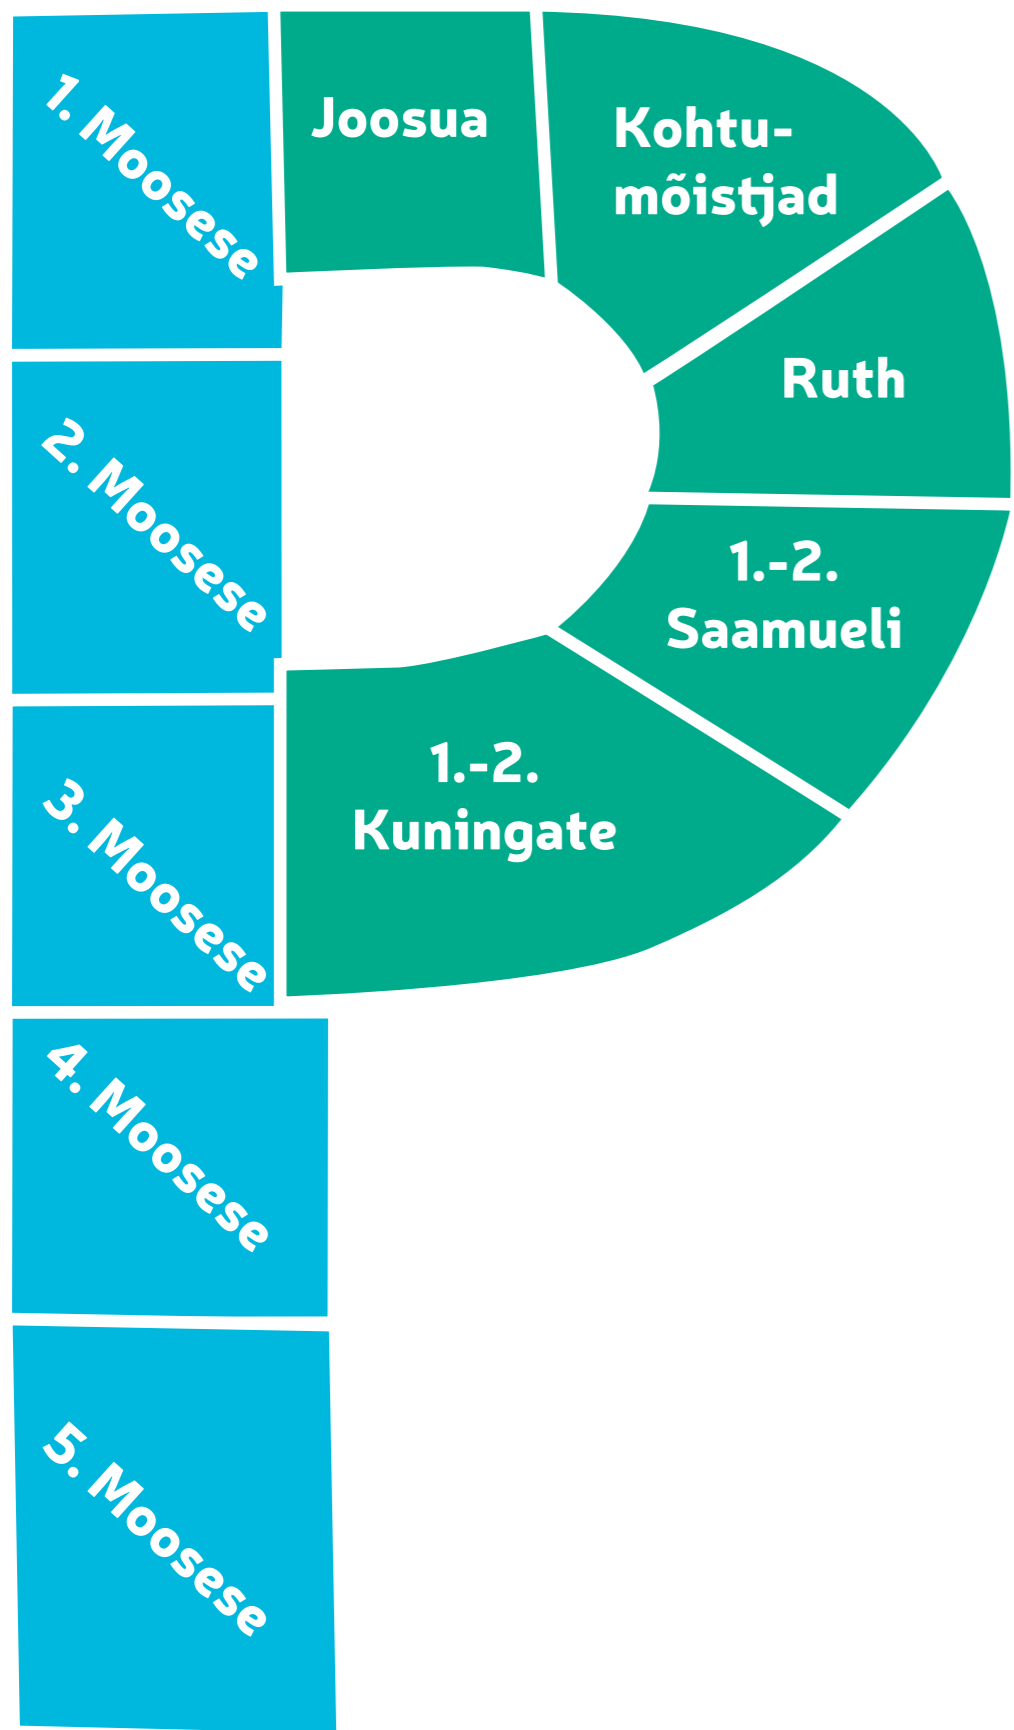 1. Moosese
2. Moosese
3. Moosese
4. Moosese
5. Moosese
Joosua
Kohtu-
mõistjad
Ruth
1.-2.
Saamueli
1.-2.
Kuningate